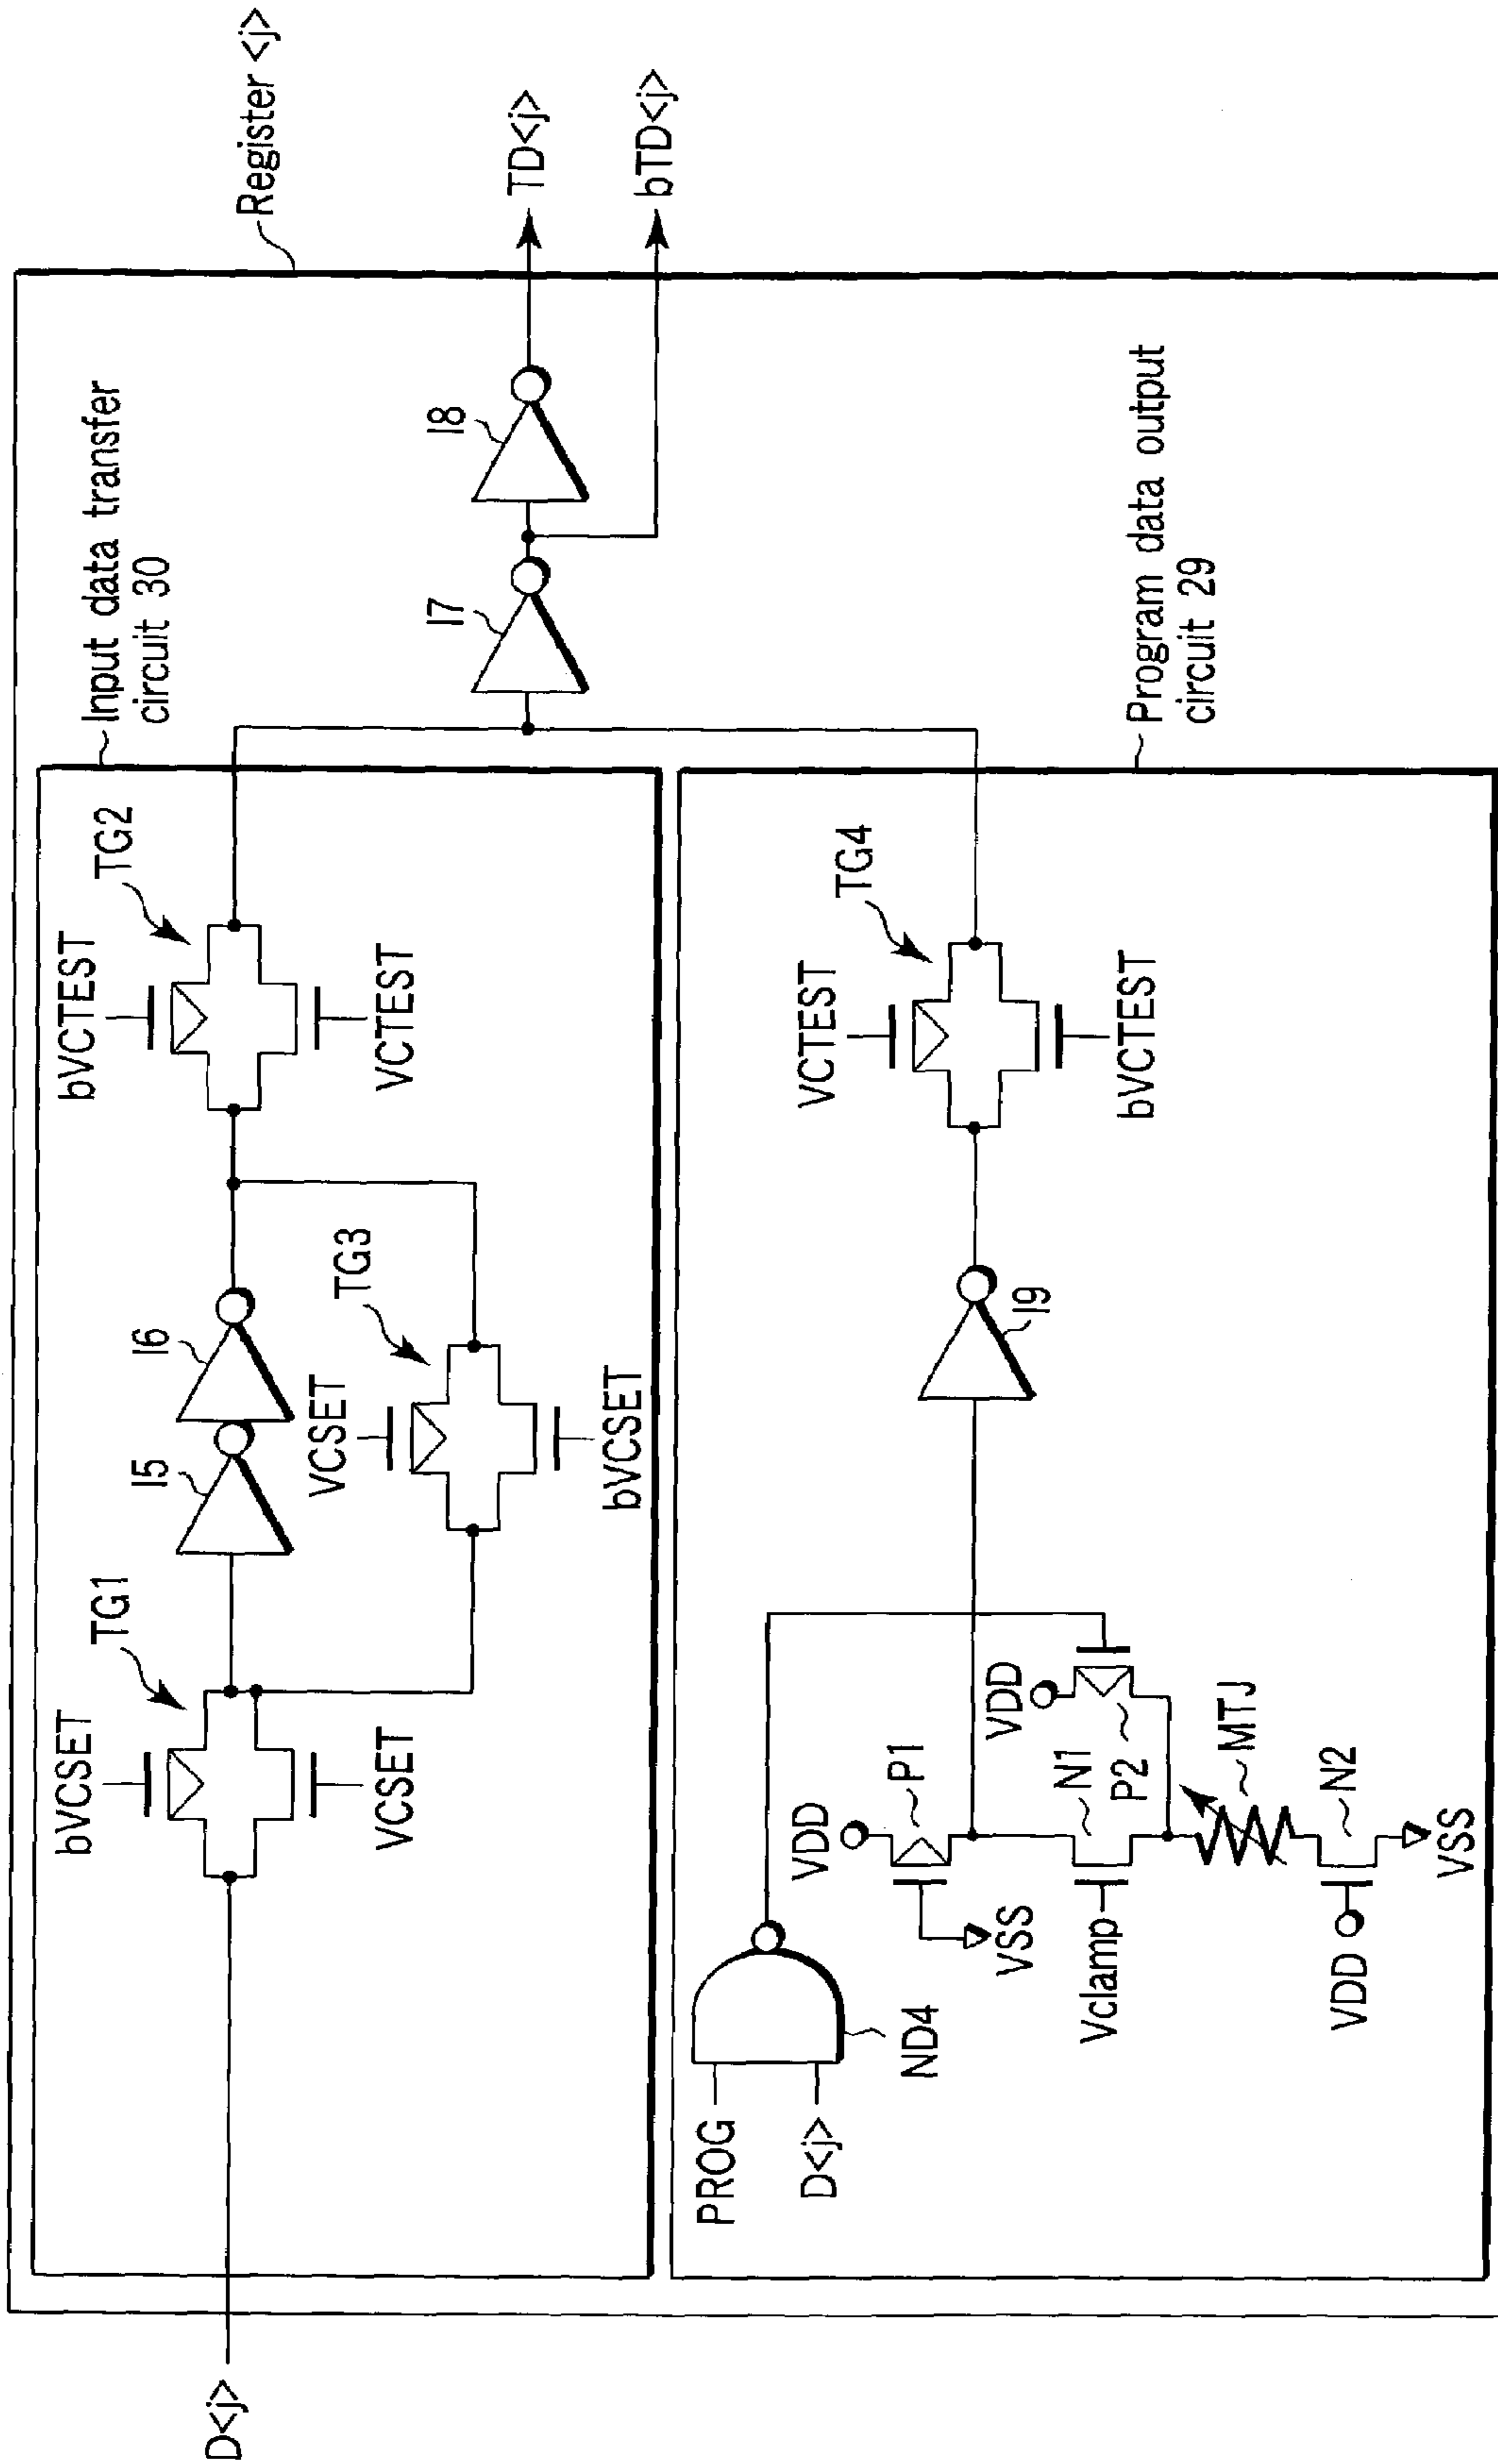 Register <j>
Input data transfer
circuit 30
D<j>
bVCSET
TG1
VCSET
I5
I6
VCSET
TG3
bVCSET
bVCTEST
TG2
VCTEST
I7
I8
TD<j>
bTD<j>
Program data output
circuit 29
PROG
D<j>
ND4
VDD
P1
VSS
Vclamp
N1
VDD
P2
MTJ
VDD
N2
VSS
I9
VCTEST
TG4
bVCTEST